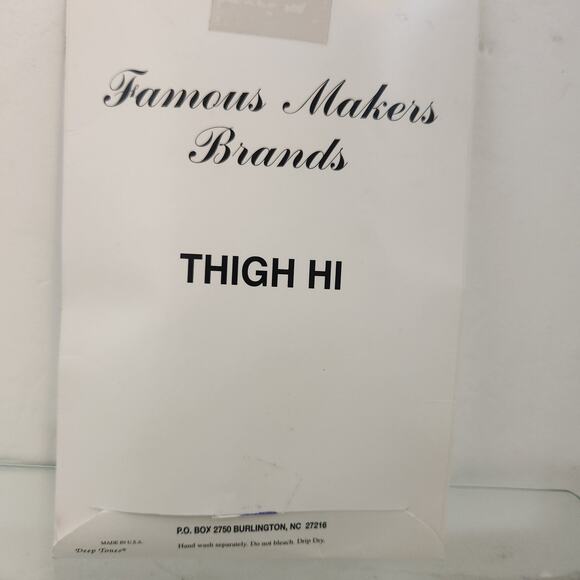 Famous Makers
Brands
THIGH HI
P.O. BOX 2750 BURLINGTON, NC 27216
MADE IN U.S.A.
Hand wash separately. Do not bleach. Drip Dry.
Deep Tones®